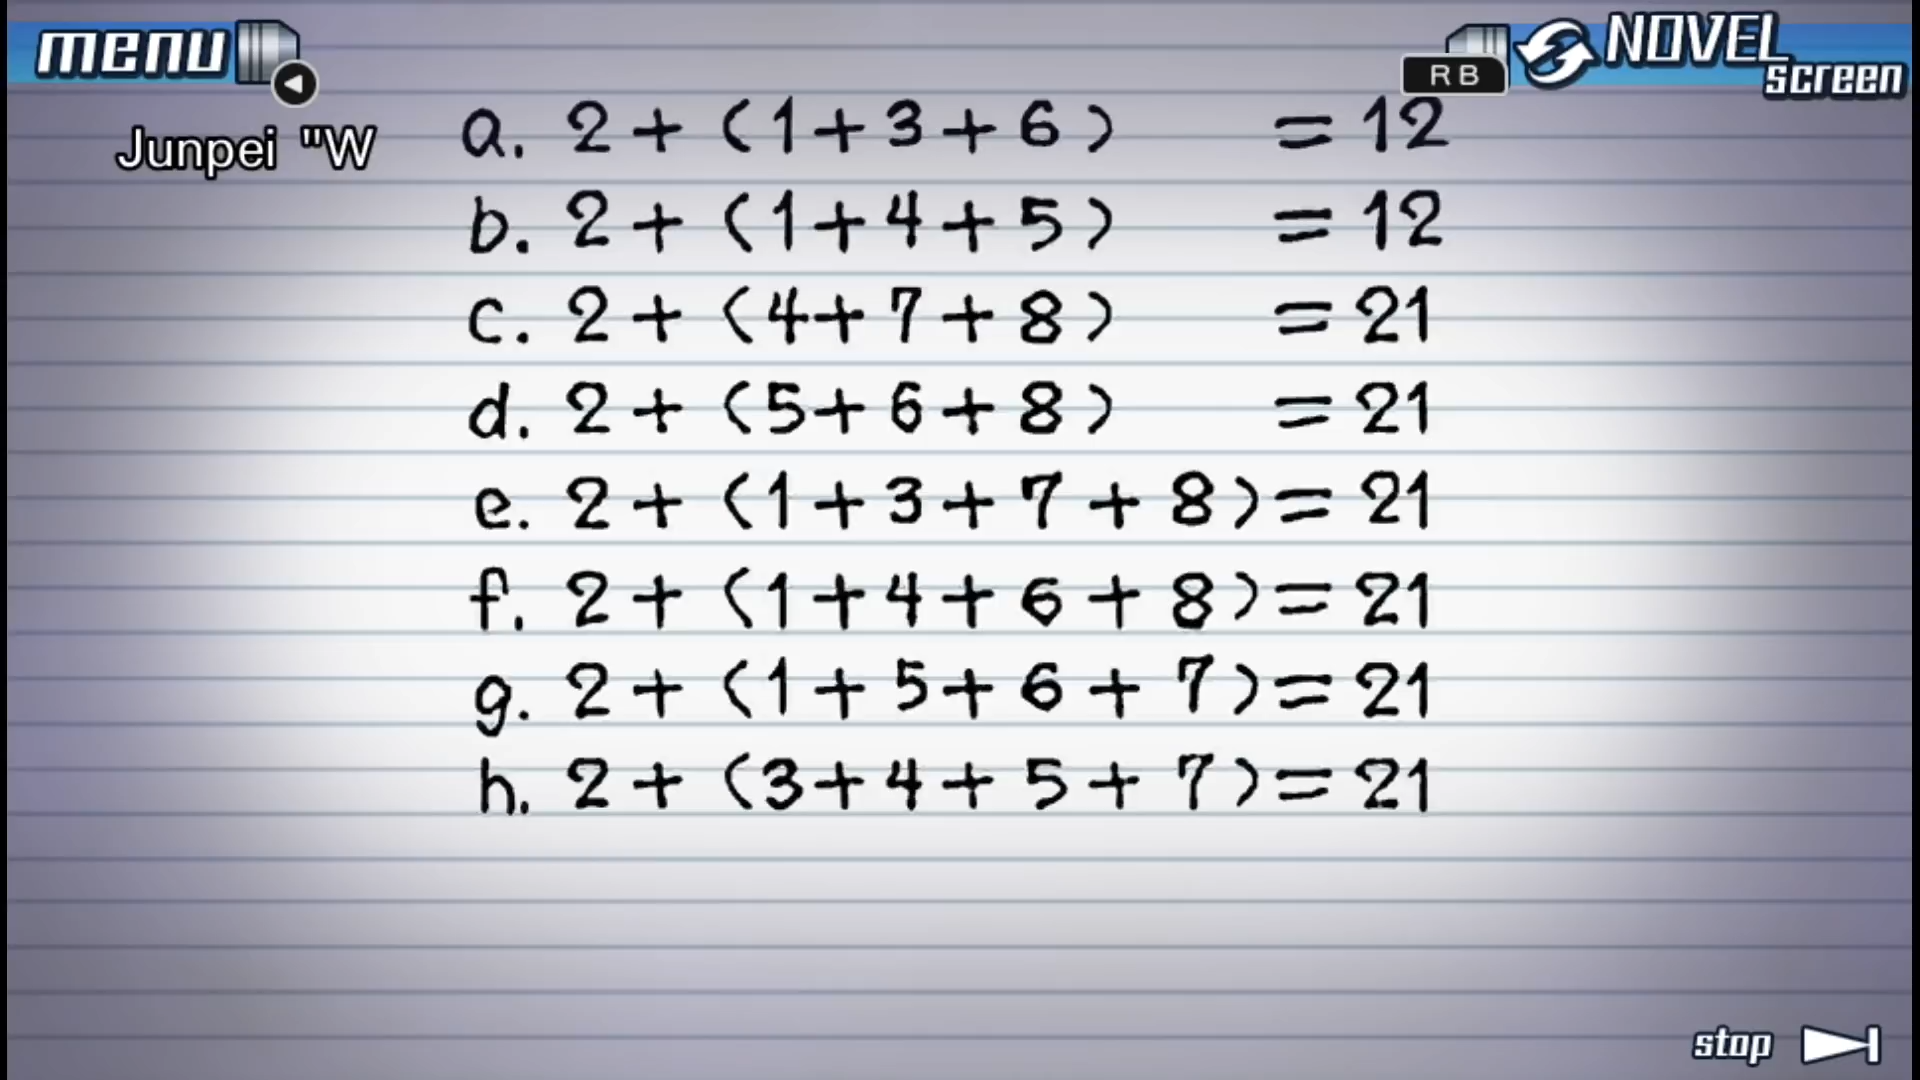 menu
RB NOVEL screen
Junpei "W
a. 2 + (1 + 3 + 6) = 12
b. 2 + (1 + 4 + 5) = 12
c. 2 + (4 + 7 + 8) = 21
d. 2 + (5 + 6 + 8) = 21
e. 2 + (1 + 3 + 7 + 8) = 21
f. 2 + (1 + 4 + 6 + 8) = 21
g. 2 + (1 + 5 + 6 + 7) = 21
h. 2 + (3 + 4 + 5 + 7) = 21
stop